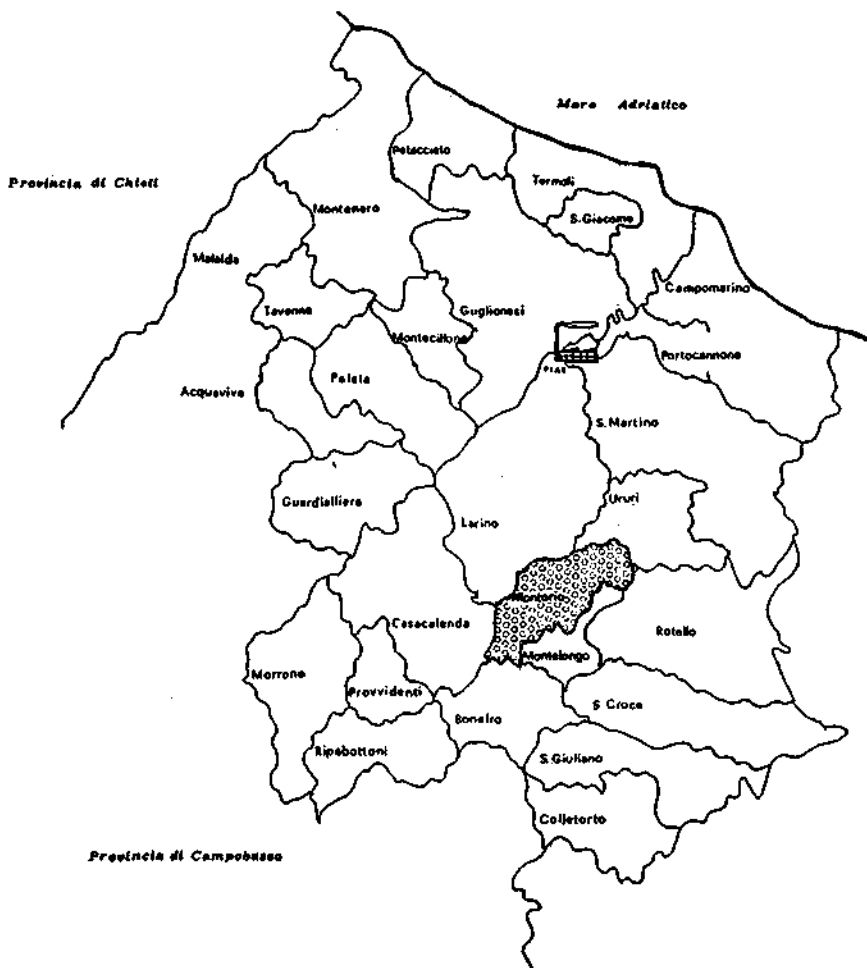 Mare Adriatico
Petacciato
Provincia di Chieti
Termoli
Montenero
S. Giacomo
Mafalda
Campomarino
Tavenna
Guglionesi
Montecilfone
Portocannone
Palata
Acquaviva
S. Martino
Guardialfiera
Larino
Ururi
Montorio
Casacalenda
Rotello
Montelongo
Morrone
Provvidenti
S. Croce
Bonefro
Ripabottoni
S. Giuliano
Colletorto
Provincia di Campobasso